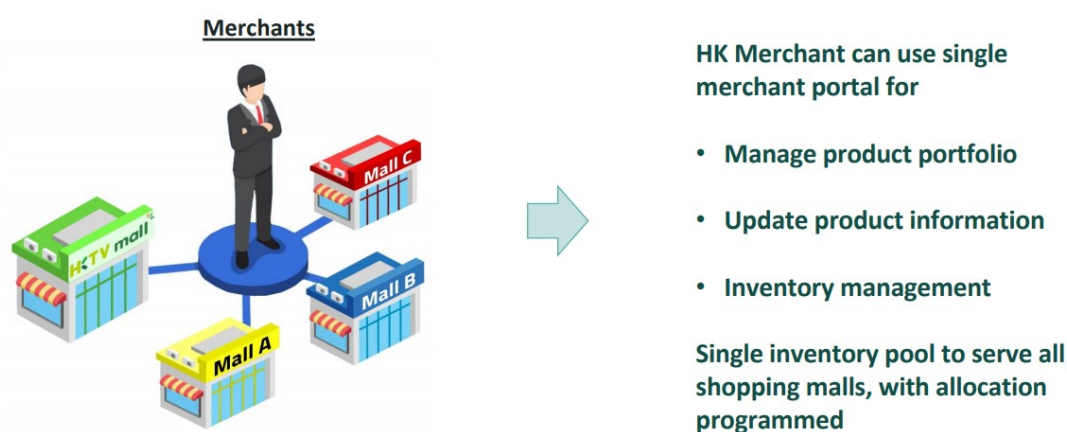 Merchants
HKTV mall
Mall A
Mall B
Mall C
HK Merchant can use single
merchant portal for
• Manage product portfolio
• Update product information
• Inventory management
Single inventory pool to serve all
shopping malls, with allocation
programmed